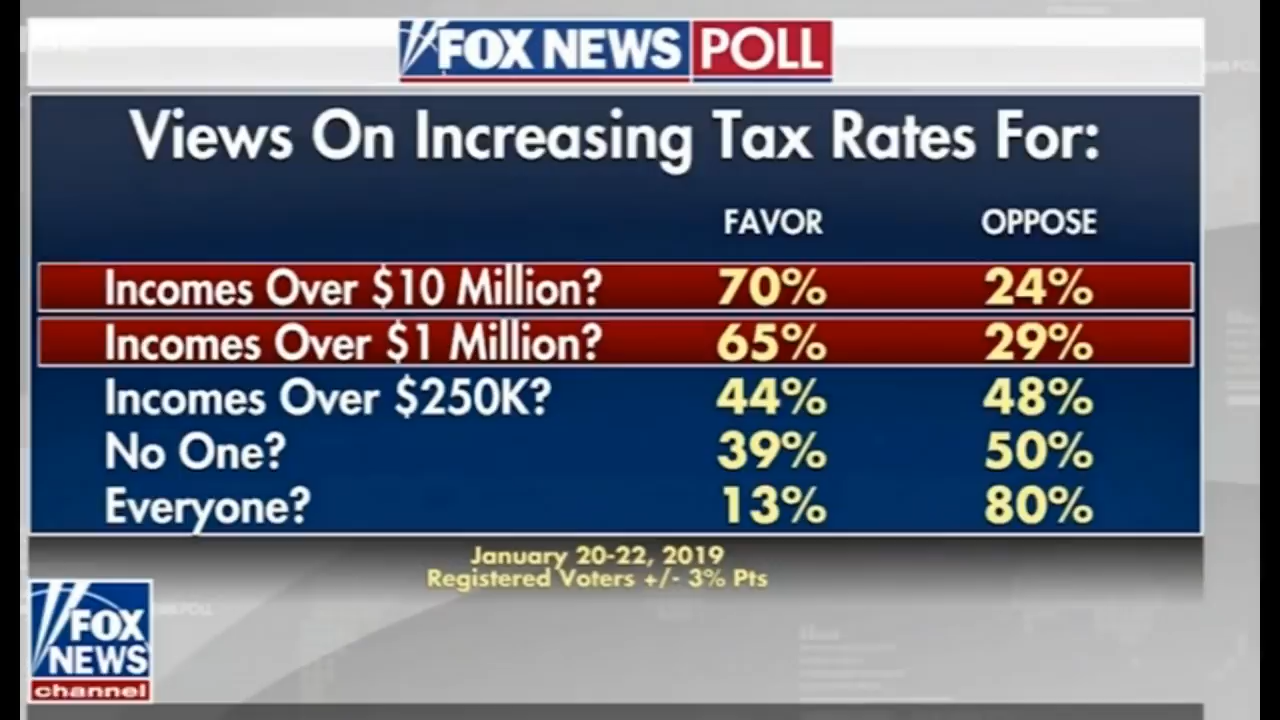 FOX NEWS POLL
Views On Increasing Tax Rates For:
FAVOR OPPOSE
Incomes Over $10 Million? 70% 24%
Incomes Over $1 Million? 65% 29%
Incomes Over $250K? 44% 48%
No One? 39% 50%
Everyone? 13% 80%
January 20-22, 2019
Registered Voters +/- 3% Pts
FOX
NEWS
channel